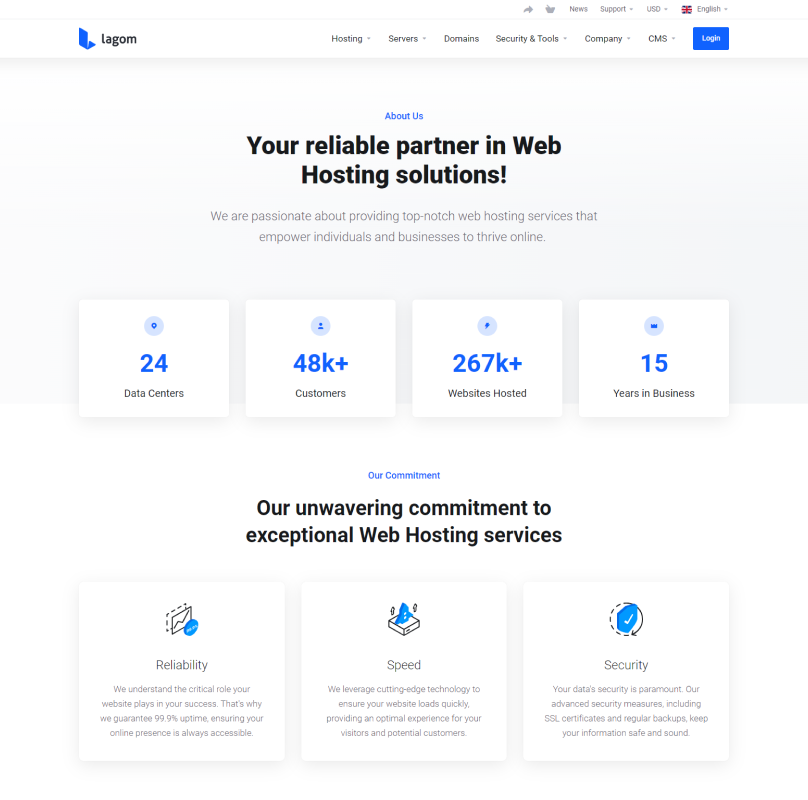 News Support USD English
lagom
Hosting Servers Domains Security & Tools Company CMS Login
About Us
Your reliable partner in Web
Hosting solutions!
We are passionate about providing top-notch web hosting services that
empower individuals and businesses to thrive online.
24
Data Centers
48k+
Customers
267k+
Websites Hosted
15
Years in Business
Our Commitment
Our unwavering commitment to
exceptional Web Hosting services
Reliability
We understand the critical role your
website plays in your success. That's why
we guarantee 99.9% uptime, ensuring your
online presence is always accessible.
Speed
We leverage cutting-edge technology to
ensure your website loads quickly,
providing an optimal experience for your
visitors and potential customers.
Security
Your data's security is paramount. Our
advanced security measures, including
SSL certificates and regular backups, keep
your information safe and sound.